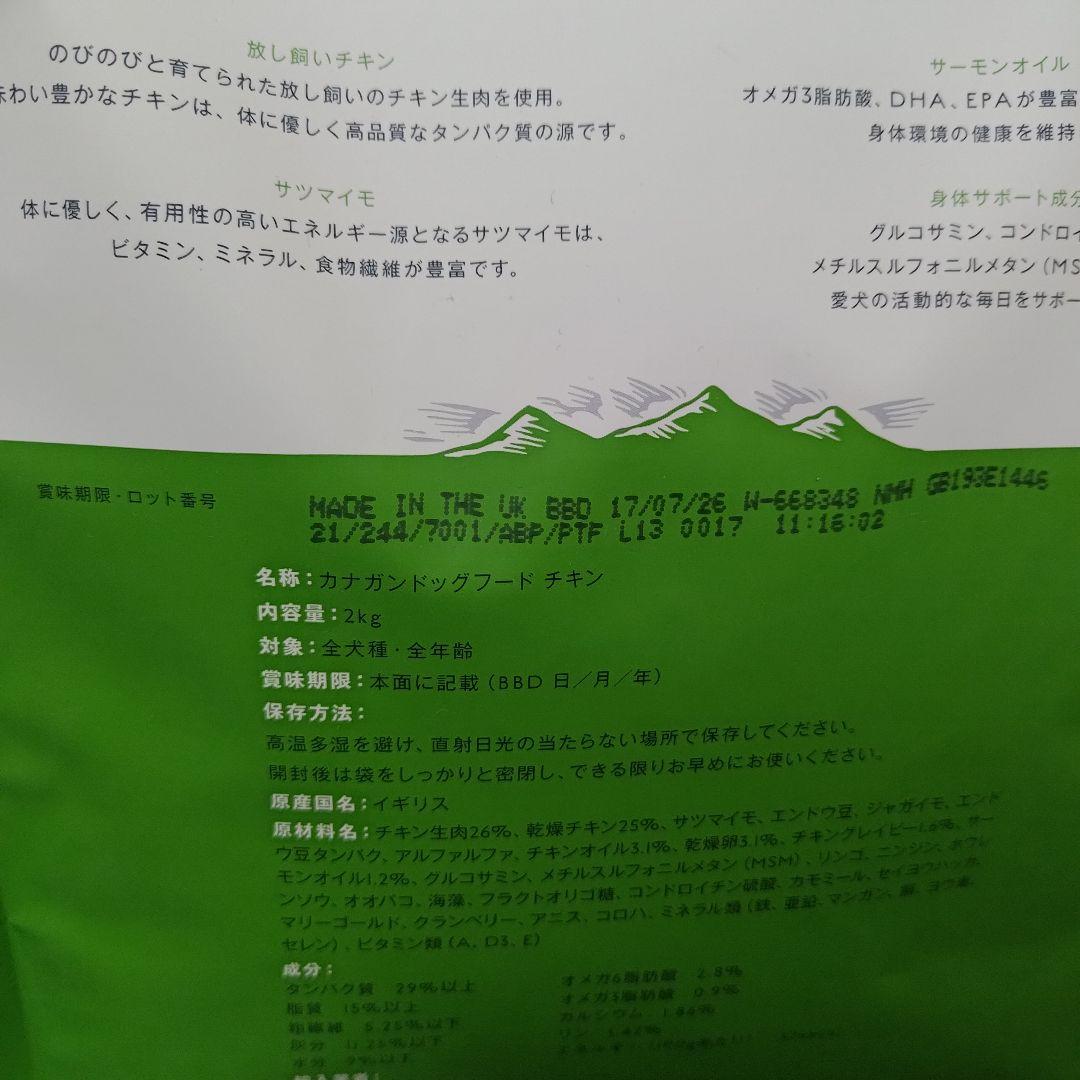 放し飼いチキン
のびのびと育てられた放し飼いのチキン生肉を使用。
味わい豊かなチキンは、体に優しく高品質なタンパク質の源です。
サツマイモ
体に優しく、有用性の高いエネルギー源となるサツマイモは、
ビタミン、ミネラル、食物繊維が豊富です。
サーモンオイル
オメガ3脂肪酸、DHA、EPAが豊富
身体環境の健康を維持
身体サポート成分
グルコサミン、コンドロイ
メチルスルフォニルメタン（MS
愛犬の活動的な毎日をサポー
賞味期限・ロット番号
MADE IN THE UK BBD 17/07/26 W-668348 NMH GB193E1446
21/244/7001/ABP/PTF L13 0017 11:16:02
名称：カナガンドッグフード チキン
内容量：2kg
対象：全犬種・全年齢
賞味期限：本面に記載（BBD 日／月／年）
保存方法：
高温多湿を避け、直射日光の当たらない場所で保存してください。
開封後は袋をしっかりと密閉し、できる限りお早めにお使いください。
原産国名：イギリス
原材料名：チキン生肉26%、乾燥チキン25%、サツマイモ、エンドウ豆、ジャガイモ、エンド
ウ豆タンパク、アルファルファ、チキンオイル3.1%、乾燥卵3.1%、チキングレイビー1.6%、サー
モンオイル1.2%、グルコサミン、メチルスルフォニルメタン（MSM）、リンゴ、ニンジン、ホウレ
ンソウ、オオバコ、海藻、フラクトオリゴ糖、コンドロイチン硫酸、カモミール、セイヨウハッカ、
マリーゴールド、クランベリー、アニス、コロハ、ミネラル類（鉄、亜鉛、マンガン、銅、ヨウ素、
セレン）、ビタミン類（A、D3、E）
成分：
タンパク質 29%以上
脂質 15%以上
粗繊維 5.25%以下
灰分 11.25%以下
水分 9%以下
オメガ6脂肪酸 2.8%
オメガ3脂肪酸 0.9%
カルシウム 1.86%
リン 1.42%